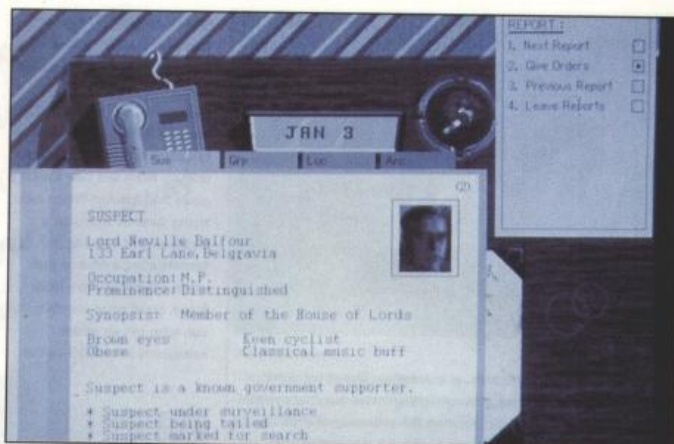 REPORT:
1. Next Report
2. Give Orders
3. Previous Report
4. Leave Reports
JAN 3
Sus Grp Loc Arc
(2)
SUSPECT
Lord Neville Balfour
133 Earl Lane, Belgravia
Occupation: M.P.
Prominence: Distinguished
Synopsis: Member of the House of Lords
Brown eyes Keen cyclist
Obese Classical music buff
Suspect is a known government supporter.
* Suspect under surveillance
* Suspect being tailed
* Suspect marked for search